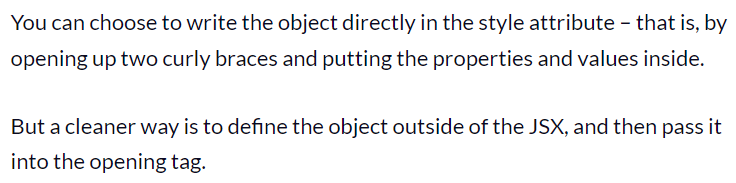 You can choose to write the object directly in the style attribute – that is, by
opening up two curly braces and putting the properties and values inside.
But a cleaner way is to define the object outside of the JSX, and then pass it
into the opening tag.